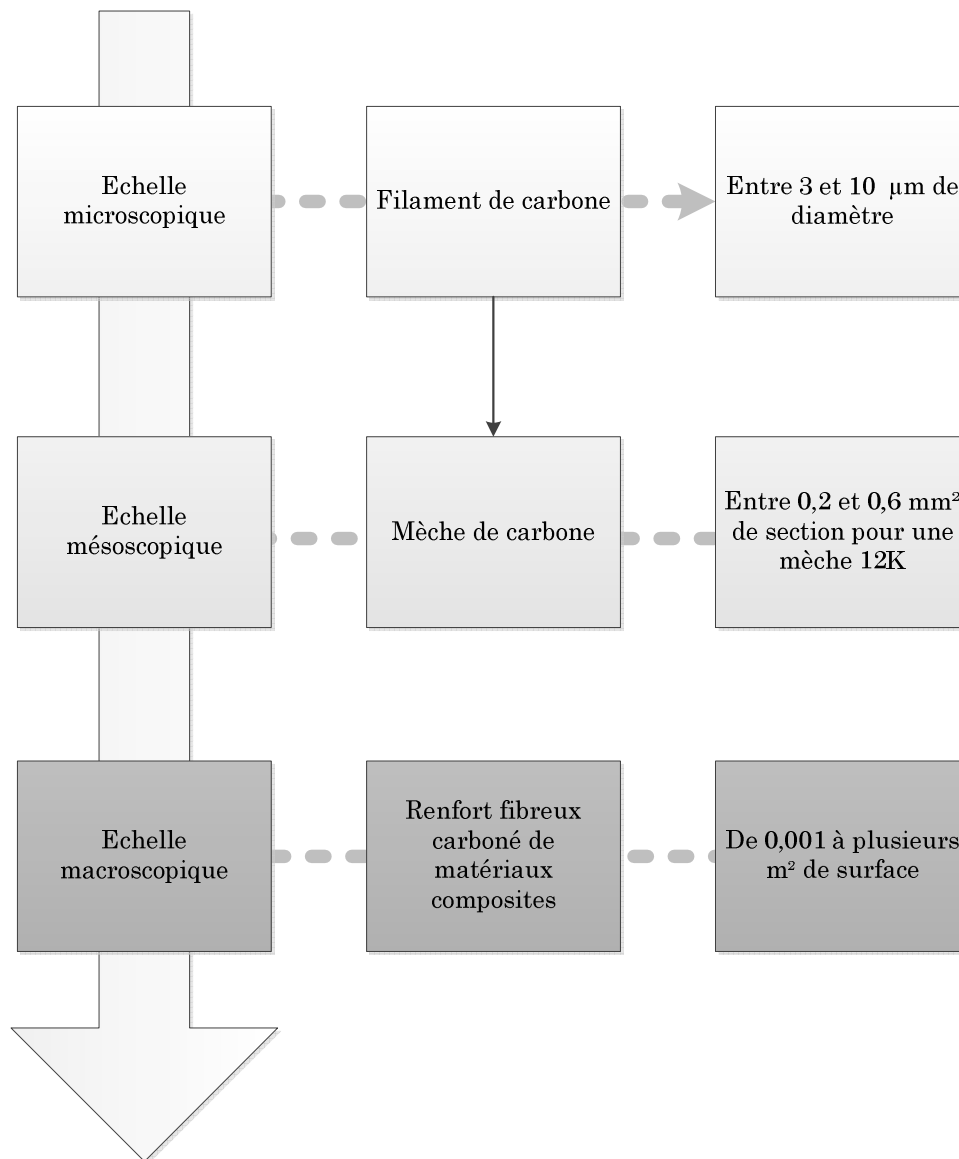 Echelle
microscopique
Filament de carbone
Entre 3 et 10 µm de
diamètre
Echelle
mésoscopique
Mèche de carbone
Entre 0,2 et 0,6 mm²
de section pour une
mèche 12K
Echelle
macroscopique
Renfort fibreux
carboné de
matériaux
composites
De 0,001 à plusieurs
m² de surface